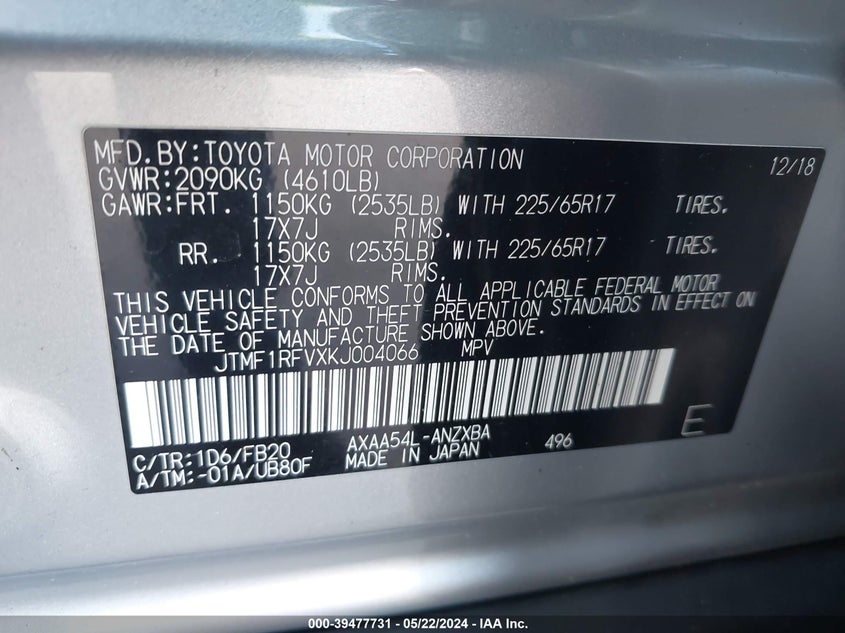 MFD.BY:TOYOTA MOTOR CORPORATION 12/18
GVWR:2090KG (4610LB)
GAWR:FRT. 1150KG (2535LB) WITH 225/65R17 TIRES.
17X7J RIMS.
RR. 1150KG (2535LB) WITH 225/65R17 TIRES.
17X7J RIMS.
THIS VEHICLE CONFORMS TO ALL APPLICABLE FEDERAL MOTOR
VEHICLE SAFETY AND THEFT PREVENTION STANDARDS IN EFFECT ON
THE DATE OF MANUFACTURE SHOWN ABOVE.
JTMF1RFVXKJ004066 MPV
C/TR:1D6/FB20 AXAA54L-ANZXBA 496 E
A/TM:-01A/UB80F MADE IN JAPAN
000-39477731 - 05/22/2024 - IAA Inc.